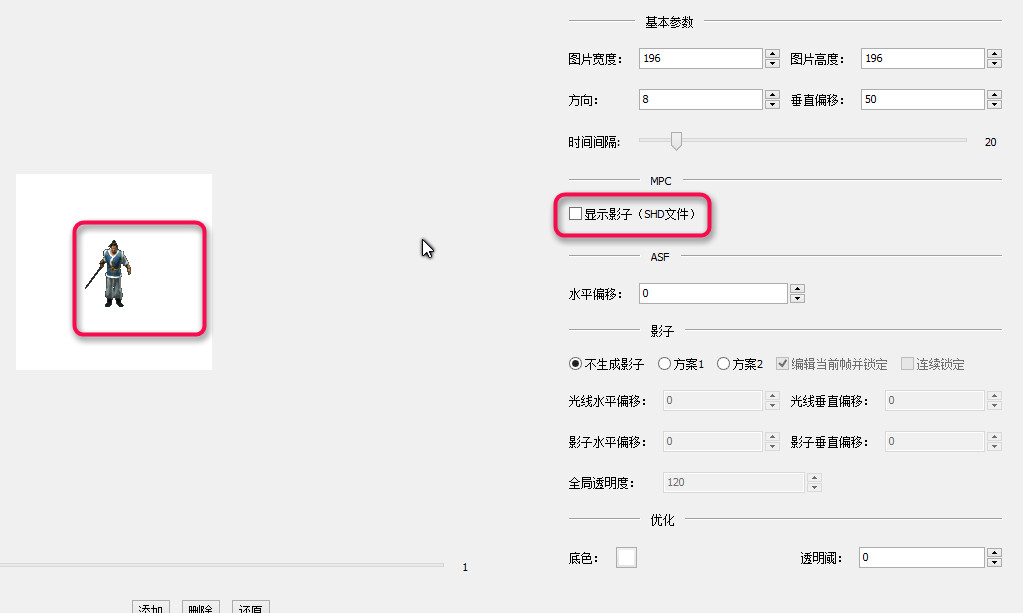 基本参数
图片宽度: 196 图片高度: 196
方向: 8 垂直偏移: 50
时间间隔: 20
MPC
显示影子（SHD文件）
ASF
水平偏移: 0
影子
不生成影子 方案1 方案2 编辑当前帧并锁定 连续锁定
光线水平偏移: 0 光线垂直偏移: 0
影子水平偏移: 0 影子垂直偏移: 0
全局透明度: 120
优化
底色: 透明阈: 0
1
添加 删除 还原